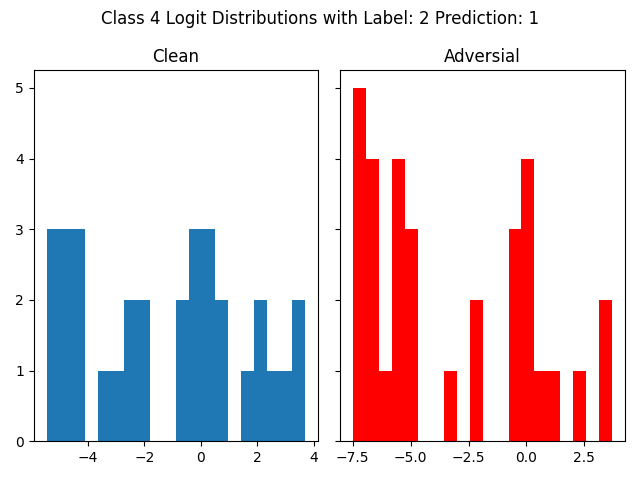 Class 4 Logit Distributions with Label: 2 Prediction: 1
Clean
Adversial
5
4
3
2
1
0
−4 −2 0 2 4
−7.5 −5.0 −2.5 0.0 2.5